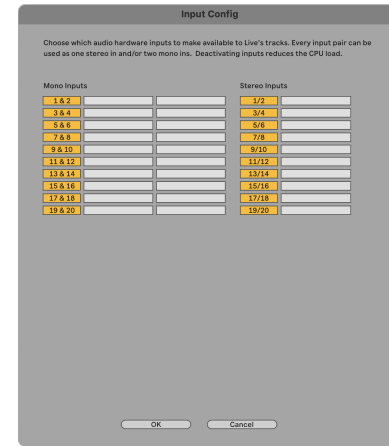 Input Config
Choose which audio hardware inputs to make available to Live's tracks. Every input pair can be
used as one stereo in and/or two mono ins. Deactivating inputs reduces the CPU load.
Mono Inputs Stereo Inputs
1 & 2 1/2
3 & 4 3/4
5 & 6 5/6
7 & 8 7/8
9 & 10 9/10
11 & 12 11/12
13 & 14 13/14
15 & 16 15/16
17 & 18 17/18
19 & 20 19/20
OK Cancel